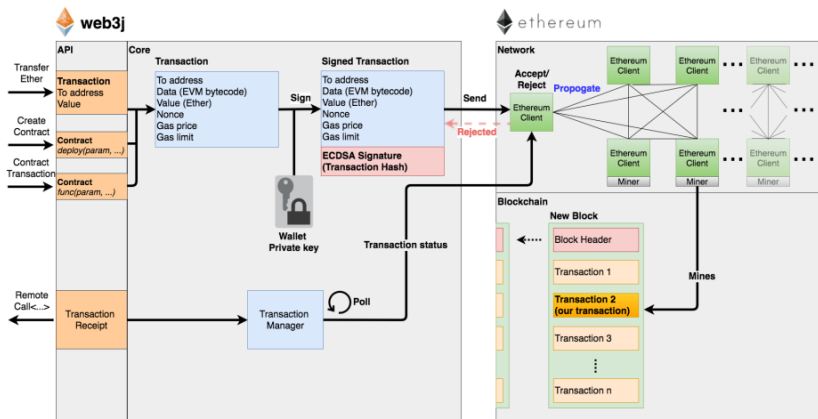 web3j
ethereum
API
Core
Network
Transfer
Ether
Create
Contract
Contract
Transaction
Transaction
To address
Value
Contract
deploy(param, ...)
Contract
func(param, ...)
Transaction
To address
Data (EVM bytecode)
Value (Ether)
Nonce
Gas price
Gas limit
Sign
Signed Transaction
To address
Data (EVM bytecode)
Value (Ether)
Nonce
Gas price
Gas limit
ECDSA Signature
(Transaction Hash)
Wallet
Private key
Send
Rejected
Accept/
Reject
Ethereum
Client
Propogate
Ethereum
Client
Ethereum
Client
Ethereum
Client
Ethereum
Client
Ethereum
Client
Ethereum
Client
Miner
Miner
Miner
Transaction status
Remote
Call<...>
Transaction
Receipt
Transaction
Manager
Poll
Blockchain
New Block
Block Header
Transaction 1
Transaction 2
(our transaction)
Transaction 3
Transaction n
Mines